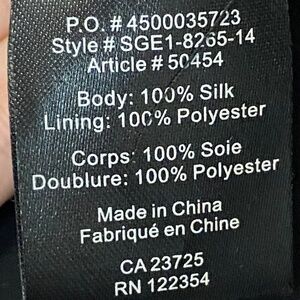 P.O. # 4500035723
Style # SGE1-8265-14
Article # 50454
Body: 100% Silk
Lining: 100% Polyester
Corps: 100% Soie
Doublure: 100% Polyester
Made in China
Fabriqué en Chine
CA 23725
RN 122354